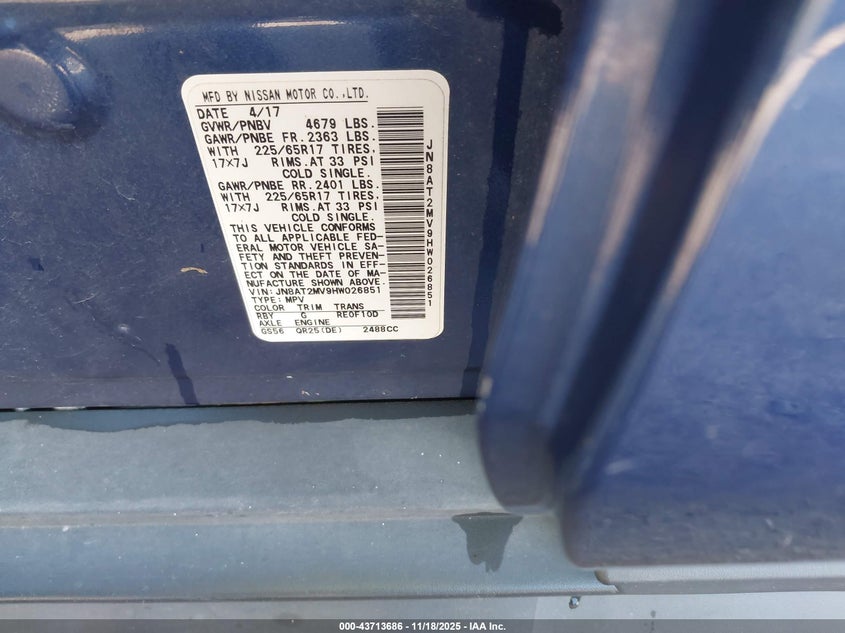 MFD BY NISSAN MOTOR CO.,LTD.
DATE 4/17
GVWR/PNBV 4679 LBS.
GAWR/PNBE FR. 2363 LBS.
WITH 225/65R17 TIRES.
17×7J RIMS.AT 33 PSI
COLD SINGLE.
GAWR/PNBE RR. 2401 LBS.
WITH 225/65R17 TIRES.
17×7J RIMS.AT 33 PSI
COLD SINGLE.
THIS VEHICLE CONFORMS
TO ALL APPLICABLE FED-
ERAL MOTOR VEHICLE SA-
FETY AND THEFT PREVEN-
TION STANDARDS IN EFF-
ECT ON THE DATE OF MA-
NUFACTURE SHOWN ABOVE.
VIN: JN8AT2MV9HW026851
TYPE: MPV
COLOR TRIM TRANS
RBY G RE0F10D
AXLE ENGINE
GS56 QR25(DE) 2488CC
JN8AT2MV9HW026851
000-43713686 - 11/18/2025 - IAA Inc.